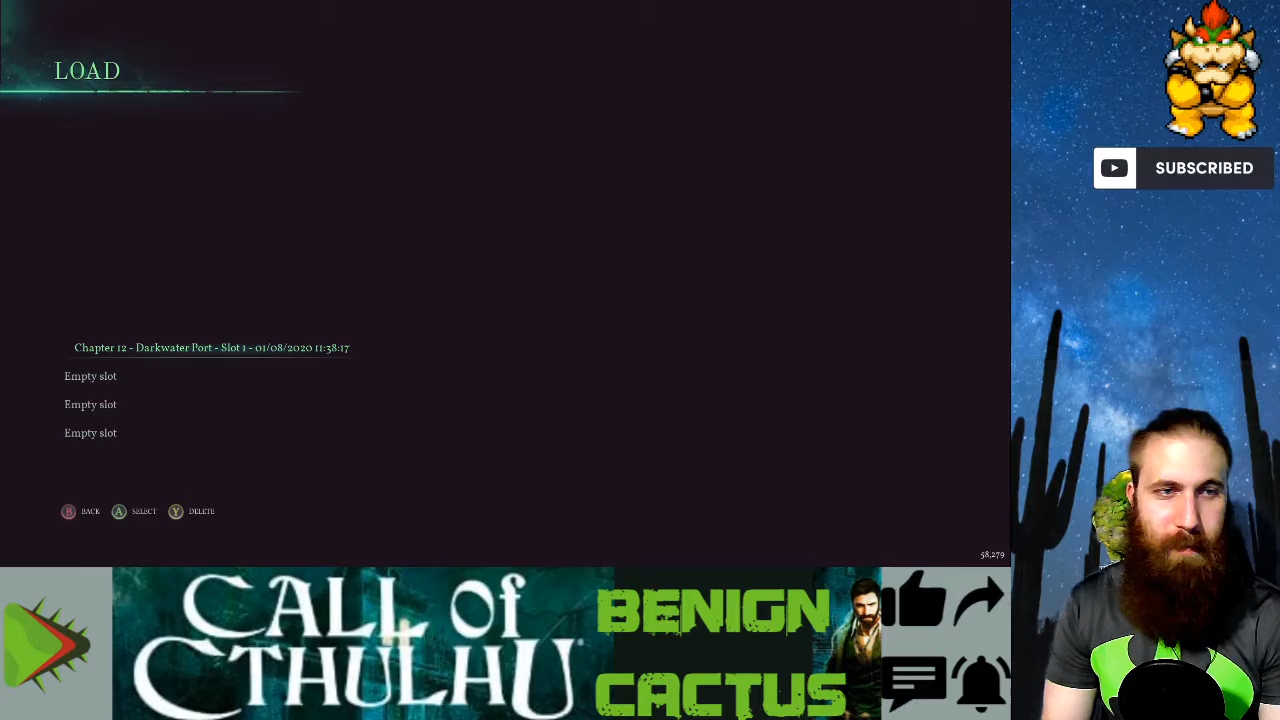 LOAD
SUBSCRIBED
Chapter 12 - Darkwater Port - Slot 1 - 01/08/2020 11:38:17
Empty slot
Empty slot
Empty slot
B BACK A SELECT Y DELETE
58,279
CALL of CTHULHU
BENIGN CACTUS